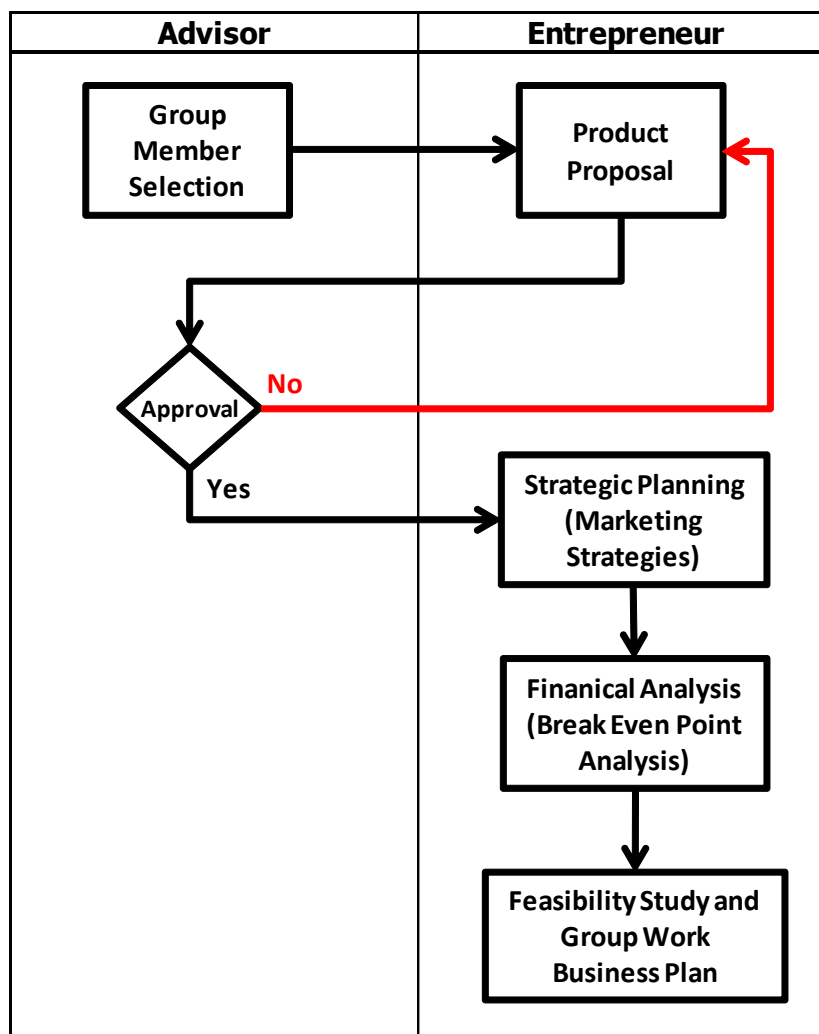 Advisor
Entrepreneur
Group
Member
Selection
Product
Proposal
No
Approval
Yes
Strategic Planning
(Marketing
Strategies)
Finanical Analysis
(Break Even Point
Analysis)
Feasibility Study and
Group Work
Business Plan